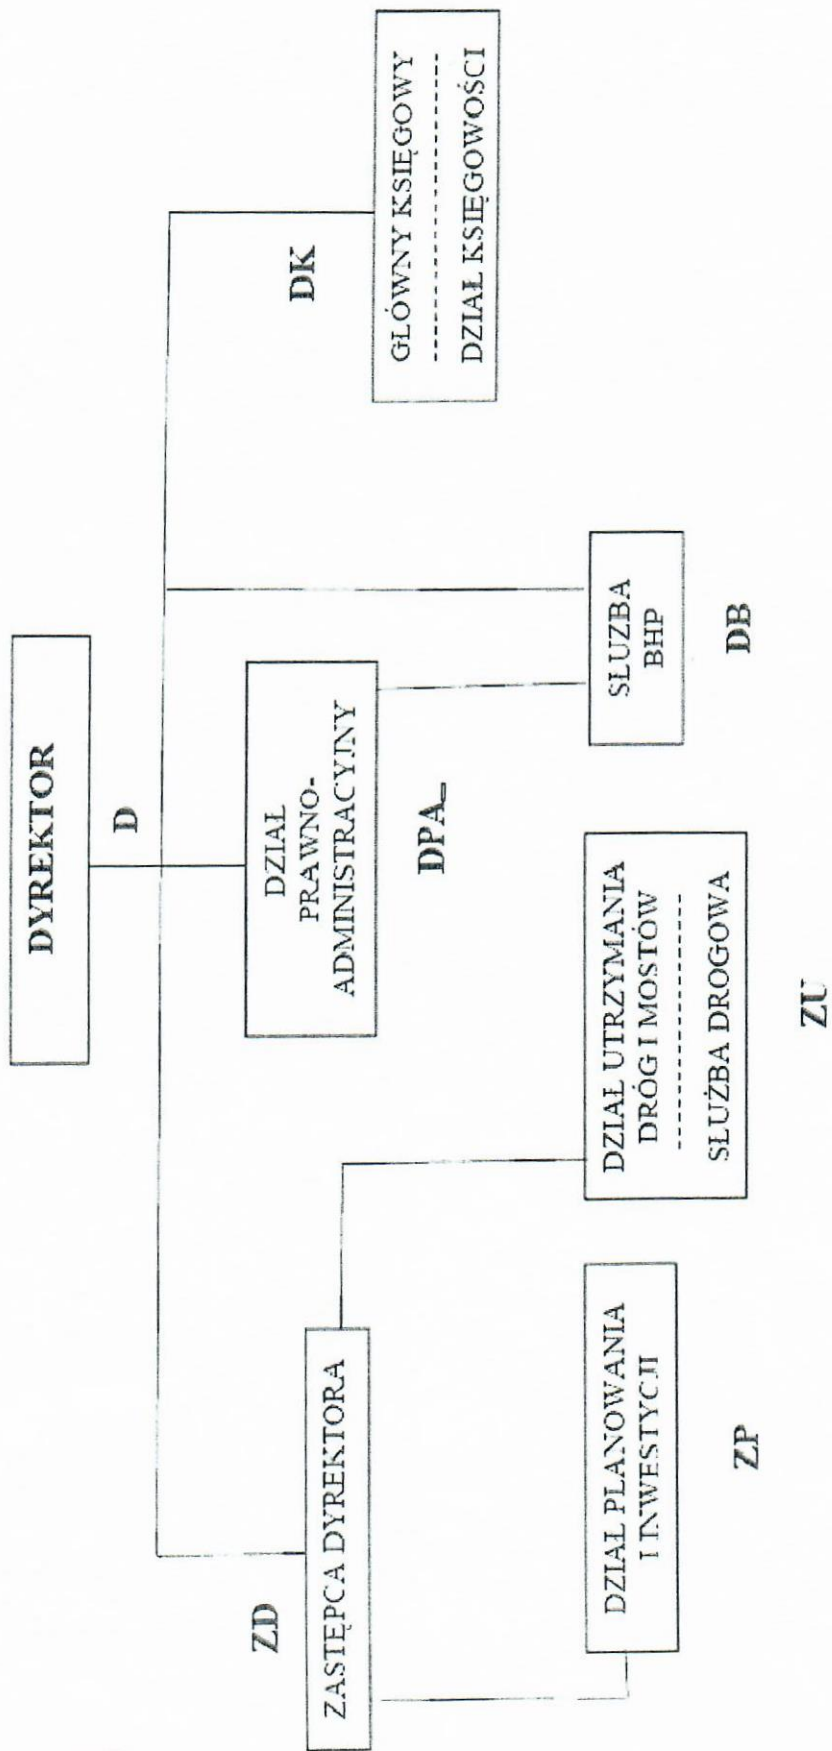 DYREKTOR
D
ZD
ZASTĘPCA DYREKTORA
DZIAŁ
PRAWNO-
ADMINISTRACYJNY
DPA_
DK
GŁÓWNY KSIĘGOWY
DZIAŁ KSIĘGOWOŚCI
DZIAŁ PLANOWANIA
I INWESTYCJI
ZP
DZIAŁ UTRZYMANIA
DRÓG I MOSTÓW
SŁUŻBA DROGOWA
ZU
SŁUZBA
BHP
DB